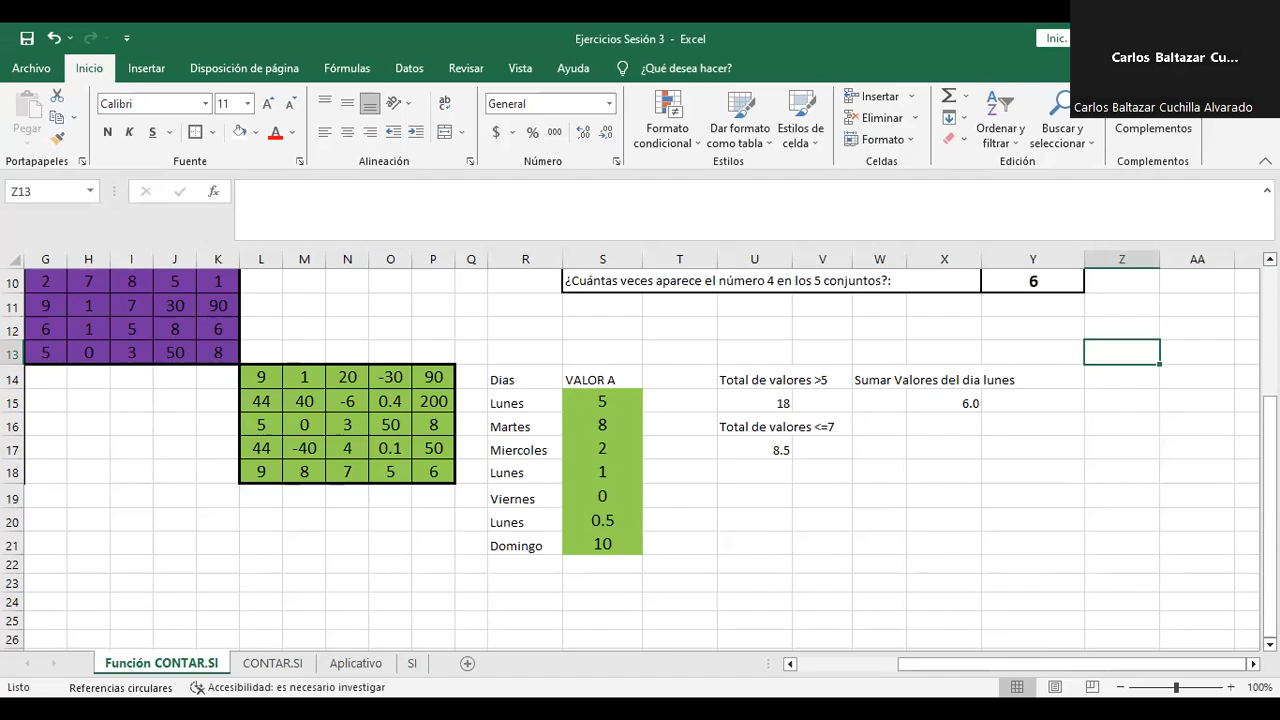 Ejercicios Sesión 3 - Excel
Inic.
Carlos Baltazar Cu...
Carlos Baltazar Cuchilla Alvarado
Archivo Inicio Insertar Disposición de página Fórmulas Datos Revisar Vista Ayuda ¿Qué desea hacer?
Pegar
Calibri 11
N K S
ab
General
$ % 000
Formato condicional
Dar formato como tabla
Estilos de celda
Insertar
Eliminar
Formato
Ordenar y filtrar
Buscar y seleccionar
Complementos
Portapapeles Fuente Alineación Número Estilos Celdas Edición Complementos
Z13 fx
G H I J K L M N O P Q R S T U V W X Y Z AA
10 2 7 8 5 1 ¿Cuántas veces aparece el número 4 en los 5 conjuntos?: 6
11 9 1 7 30 90
12 6 1 5 8 6
13 5 0 3 50 8
14 9 1 20 -30 90 Dias VALOR A Total de valores >5 Sumar Valores del dia lunes
15 44 40 -6 0.4 200 Lunes 5 18 6.0
16 5 0 3 50 8 Martes 8 Total de valores <=7
17 44 -40 4 0.1 50 Miercoles 2 8.5
18 9 8 7 5 6 Lunes 1
19 Viernes 0
20 Lunes 0.5
21 Domingo 10
22
23
24
25
26
Función CONTAR.SI CONTAR.SI Aplicativo SI
Listo Referencias circulares Accesibilidad: es necesario investigar 100%